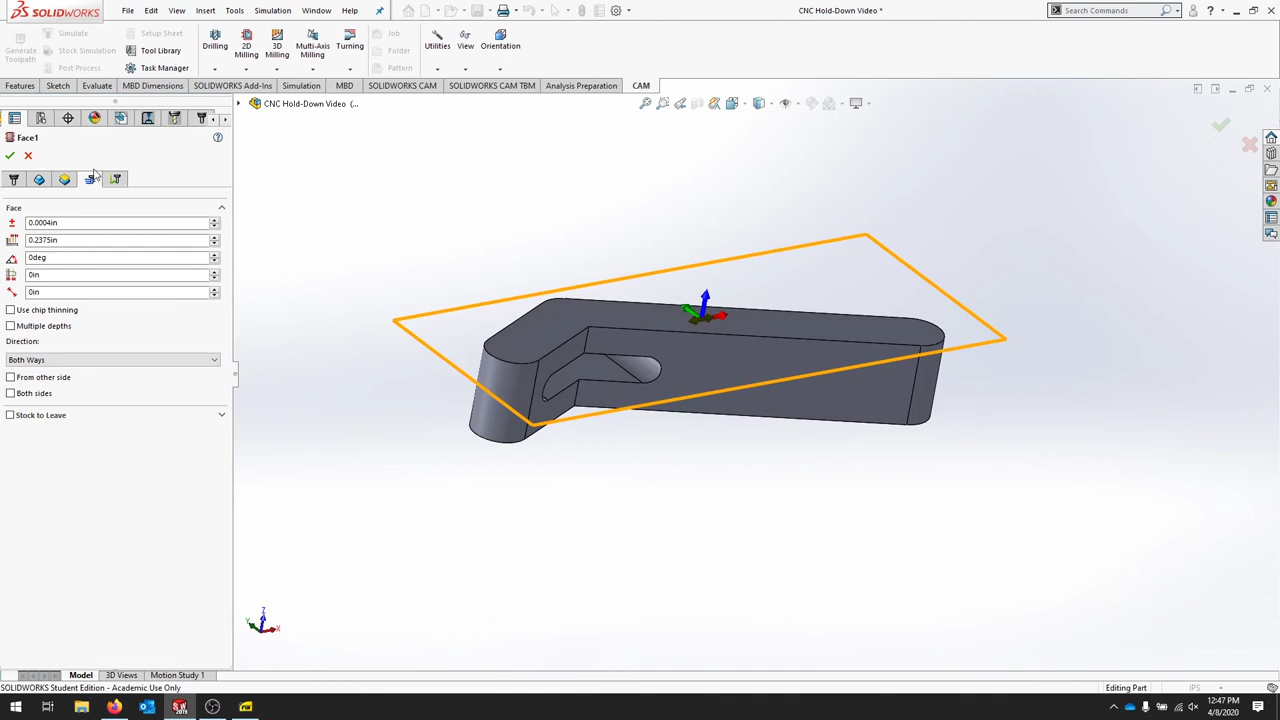 SOLIDWORKS
File Edit View Insert Tools Simulation Window Help
CNC Hold-Down Video *
Search Commands
Generate Toolpath
Simulate
Stock Simulation
Post Process
Setup Sheet
Tool Library
Task Manager
Drilling
2D Milling
3D Milling
Multi-Axis Milling
Turning
Job
Folder
Pattern
Utilities
View
Orientation
Features Sketch Evaluate MBD Dimensions SOLIDWORKS Add-Ins Simulation MBD SOLIDWORKS CAM SOLIDWORKS CAM TBM Analysis Preparation CAM
CNC Hold-Down Video (...
Face1
Face
0.0004in
0.2375in
0deg
0in
0in
Use chip thinning
Multiple depths
Direction:
Both Ways
From other side
Both sides
Stock to Leave
Z
Y
X
Model 3D Views Motion Study 1
SOLIDWORKS Student Edition - Academic Use Only
Editing Part
IPS
12:47 PM
4/8/2020